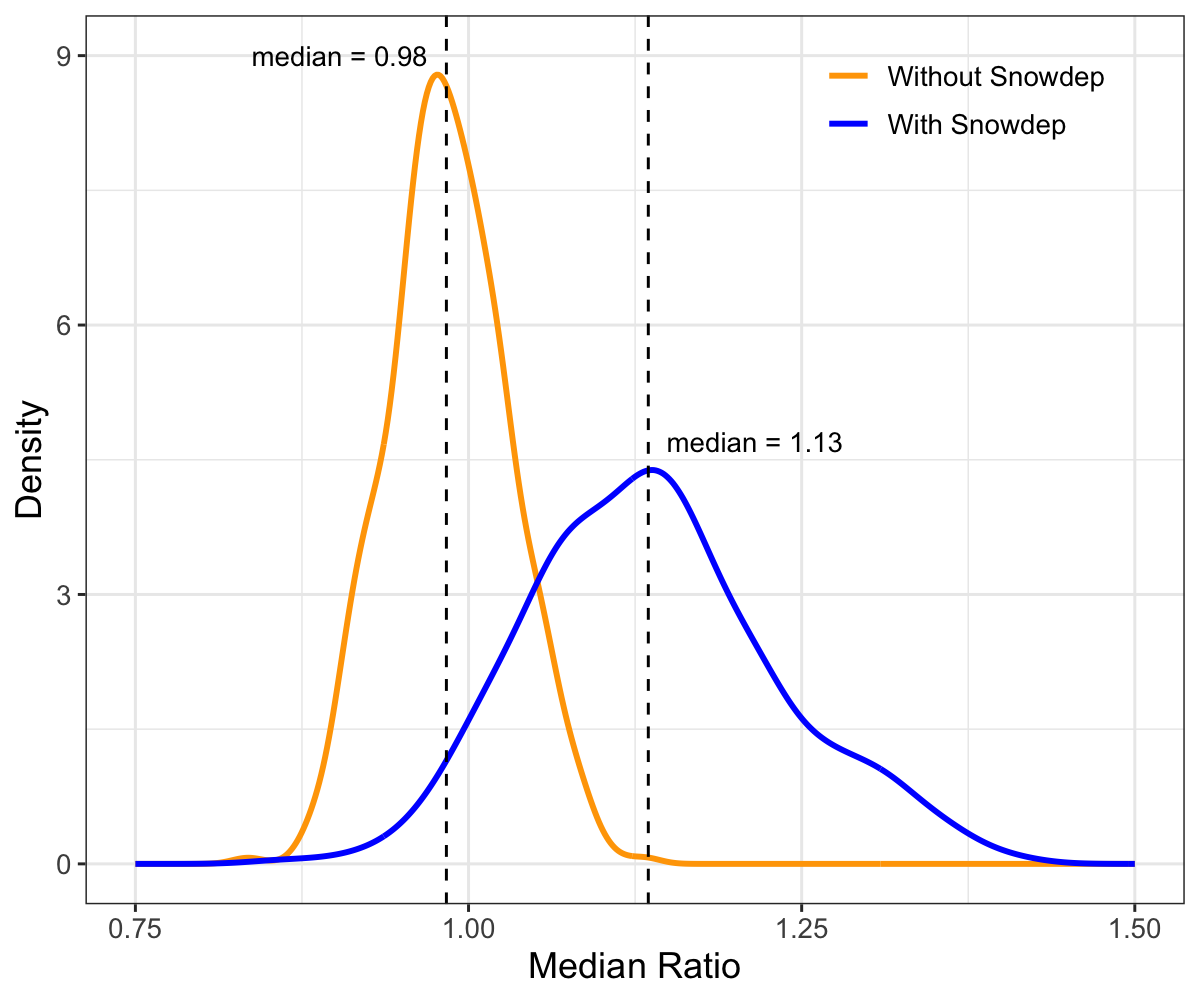 median = 0.98
Without Snowdep
With Snowdep
median = 1.13
Density
9
6
3
0
0.75
1.00
1.25
1.50
Median Ratio